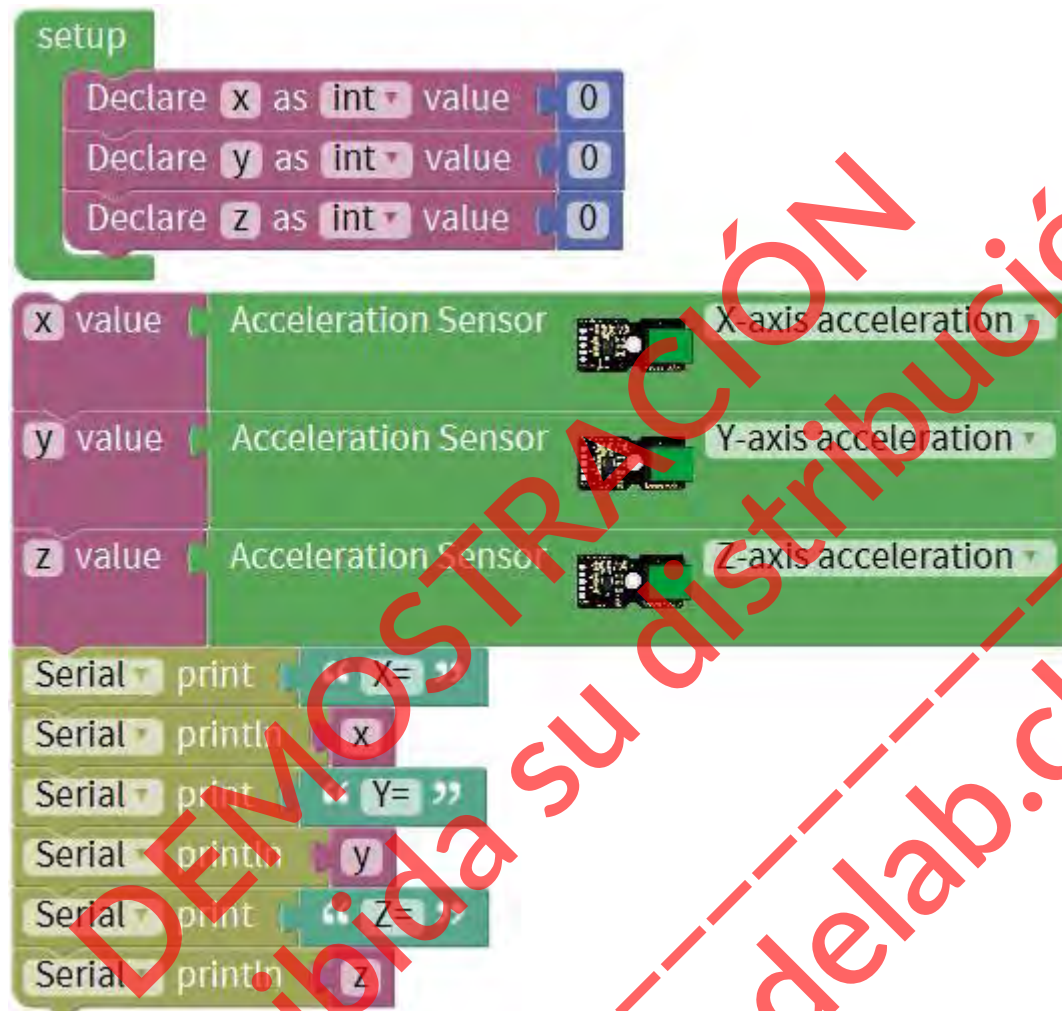 setup
Declare x as int value 0
Declare y as int value 0
Declare z as int value 0
x value Acceleration Sensor X-axis acceleration
y value Acceleration Sensor Y-axis acceleration
z value Acceleration Sensor Z-axis acceleration
Serial print “ X= ”
Serial println x
Serial print “ Y= ”
Serial println y
Serial print “ Z= ”
Serial println z
DEMOSTRACIÓN
su